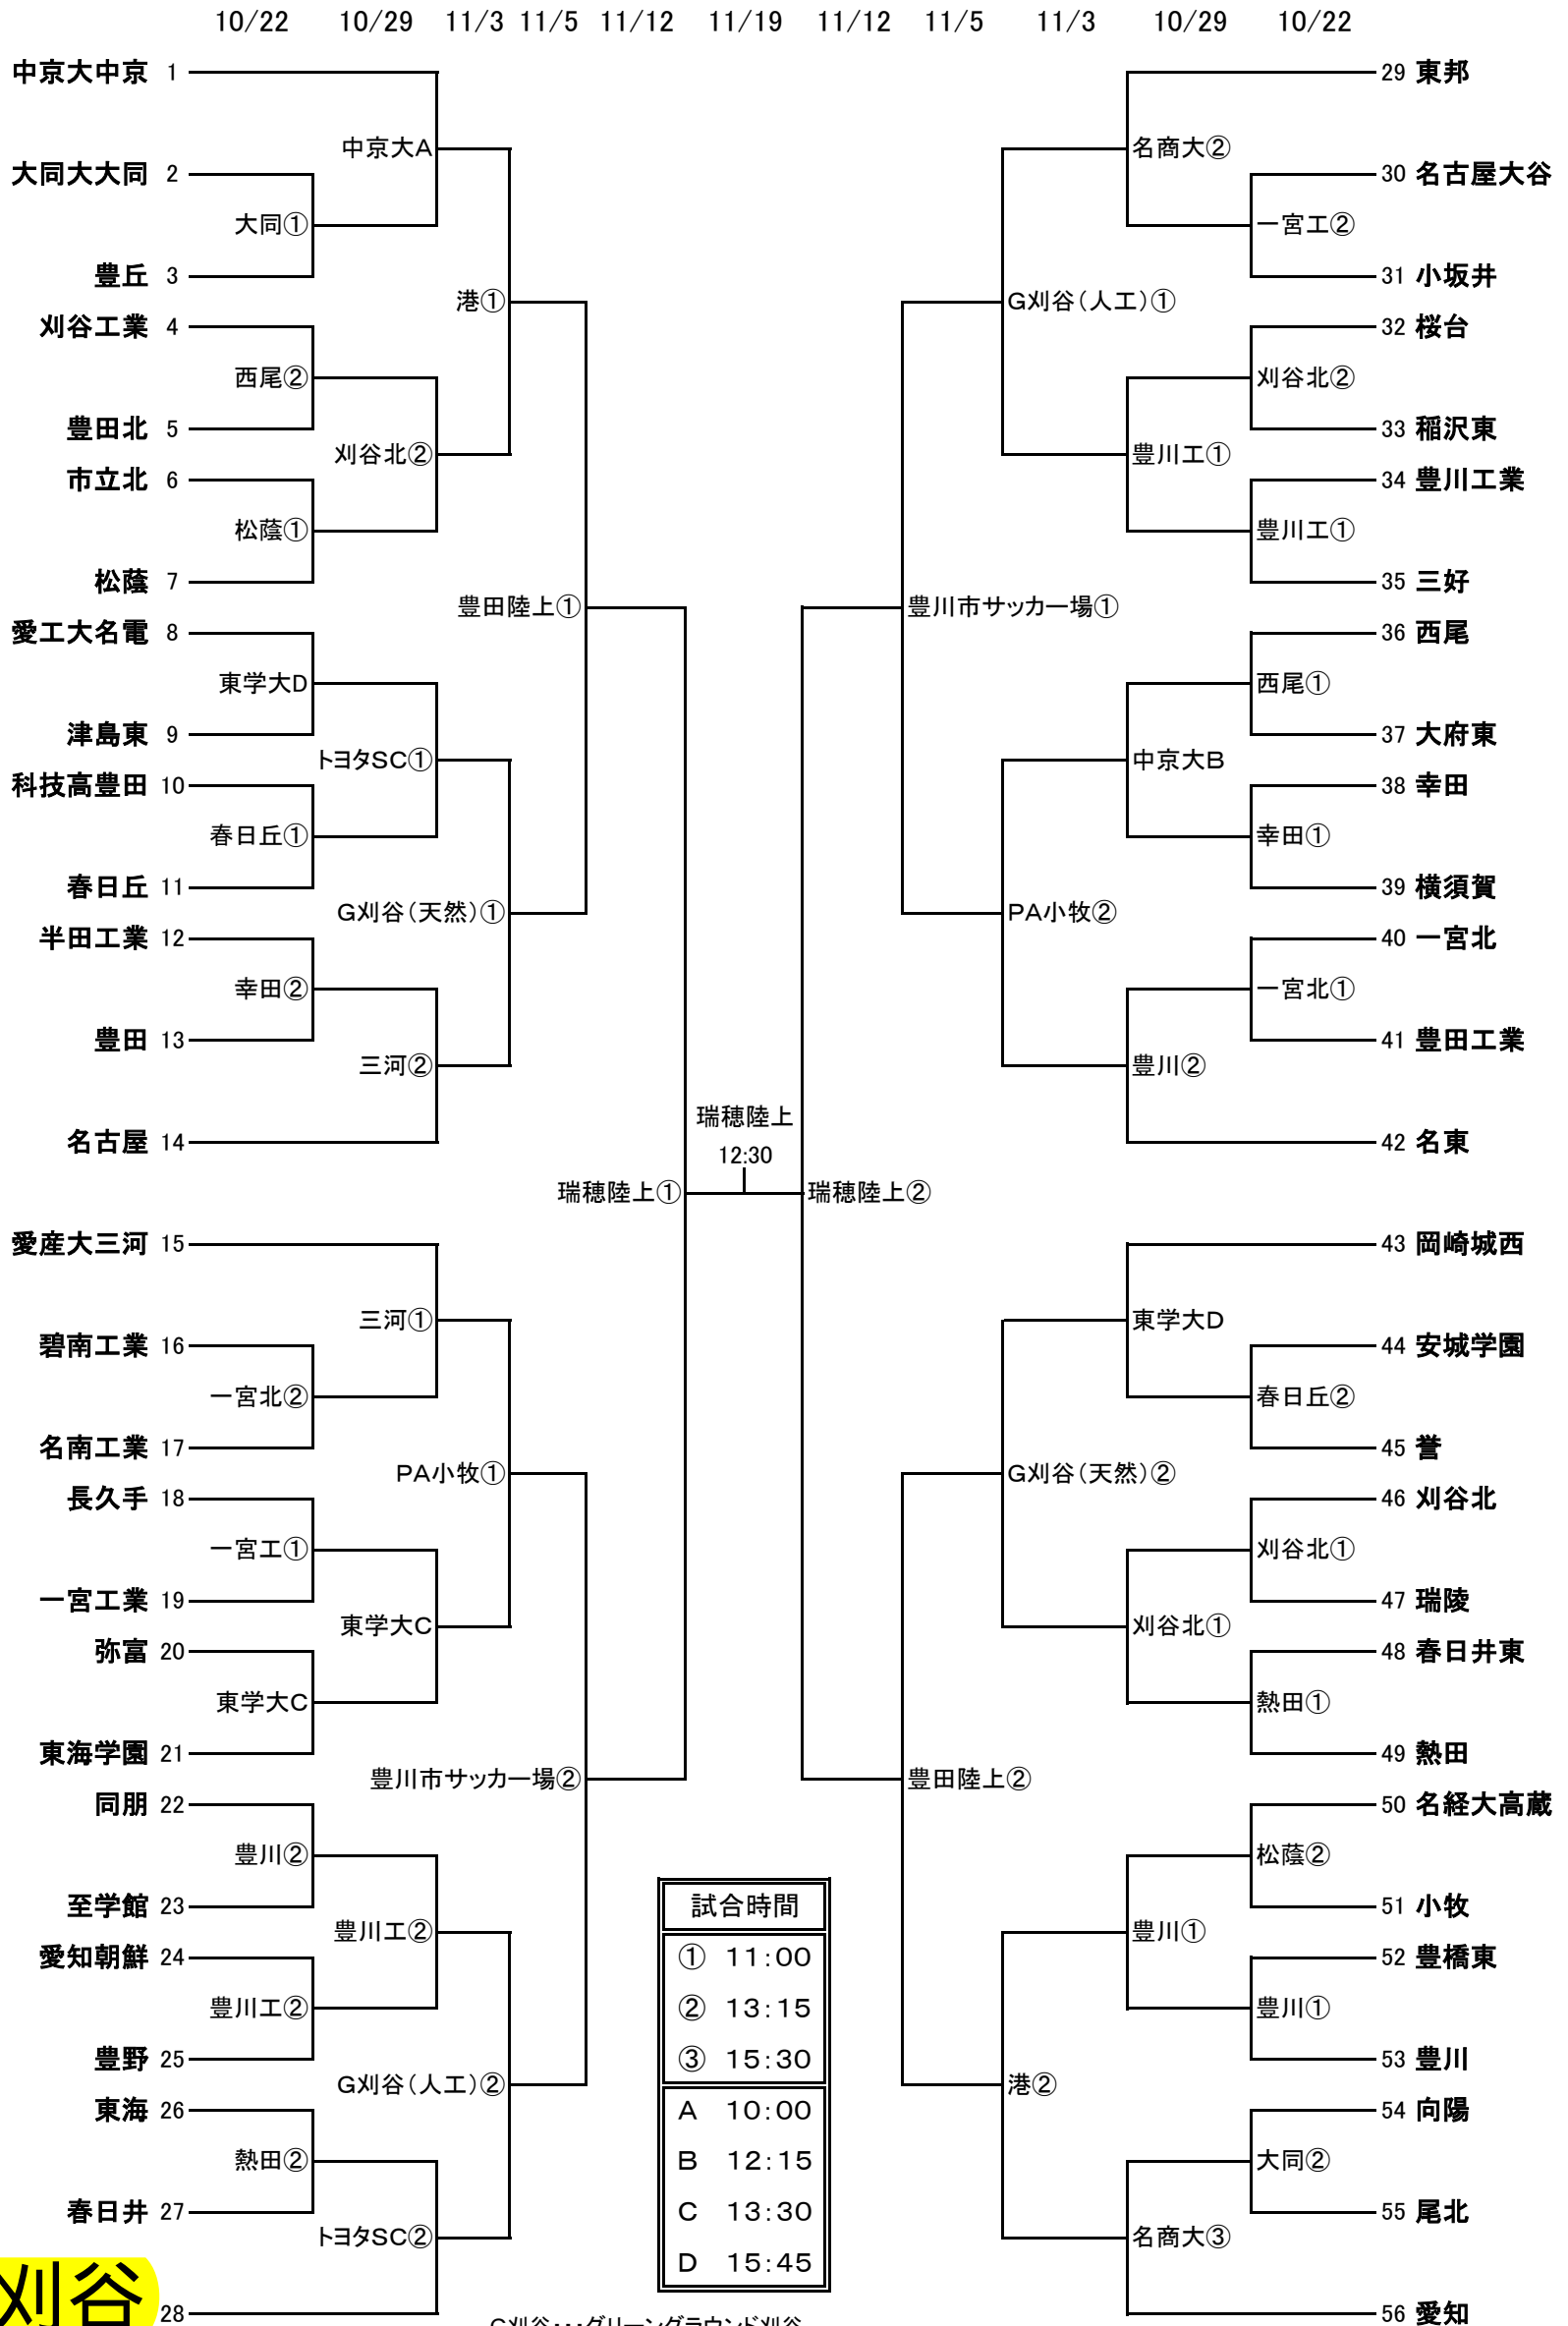 10/22 10/29 11/3 11/5 11/12 11/19 11/12 11/5 11/3 10/29 10/22
中京大中京 1
29 東邦
中京大A
名商大②
大同大大同 2
30 名古屋大谷
大同①
一宮工②
豊丘 3
31 小坂井
港①
G刈谷(人工)①
刈谷工業 4
32 桜台
西尾②
刈谷北②
豊田北 5
33 稲沢東
刈谷北②
豊川工①
市立北 6
34 豊川工業
松蔭①
豊川工①
松蔭 7
35 三好
豊田陸上①
豊川市サッカー場①
愛工大名電 8
36 西尾
東学大D
西尾①
津島東 9
37 大府東
トヨタSC①
中京大B
科技高豊田 10
38 幸田
春日丘①
幸田①
春日丘 11
39 横須賀
G刈谷(天然)①
PA小牧②
半田工業 12
40 一宮北
幸田②
一宮北①
豊田 13
41 豊田工業
三河②
豊川②
瑞穂陸上
名古屋 14
42 名東
12:30
瑞穂陸上①
瑞穂陸上②
愛産大三河 15
43 岡崎城西
三河①
東学大D
碧南工業 16
44 安城学園
一宮北②
春日丘②
名南工業 17
45 誉
PA小牧①
G刈谷(天然)②
長久手 18
46 刈谷北
一宮工①
刈谷北①
一宮工業 19
47 瑞陵
東学大C
刈谷北①
弥富 20
48 春日井東
東学大C
熱田①
東海学園 21
49 熱田
豊川市サッカー場②
豊田陸上②
同朋 22
50 名経大高蔵
豊川②
松蔭②
至学館 23
51 小牧
試合時間
豊川工②
豊川①
愛知朝鮮 24
52 豊橋東
① 11:00
豊川工②
豊川①
② 13:15
豊野 25
53 豊川
③ 15:30
G刈谷(人工)②
港②
東海 26
54 向陽
A 10:00
熱田②
大同②
B 12:15
春日井 27
55 尾北
C 13:30
トヨタSC②
名商大③
D 15:45
刈谷 28
56 愛知
G刈谷・・・グリーングラウンド刈谷